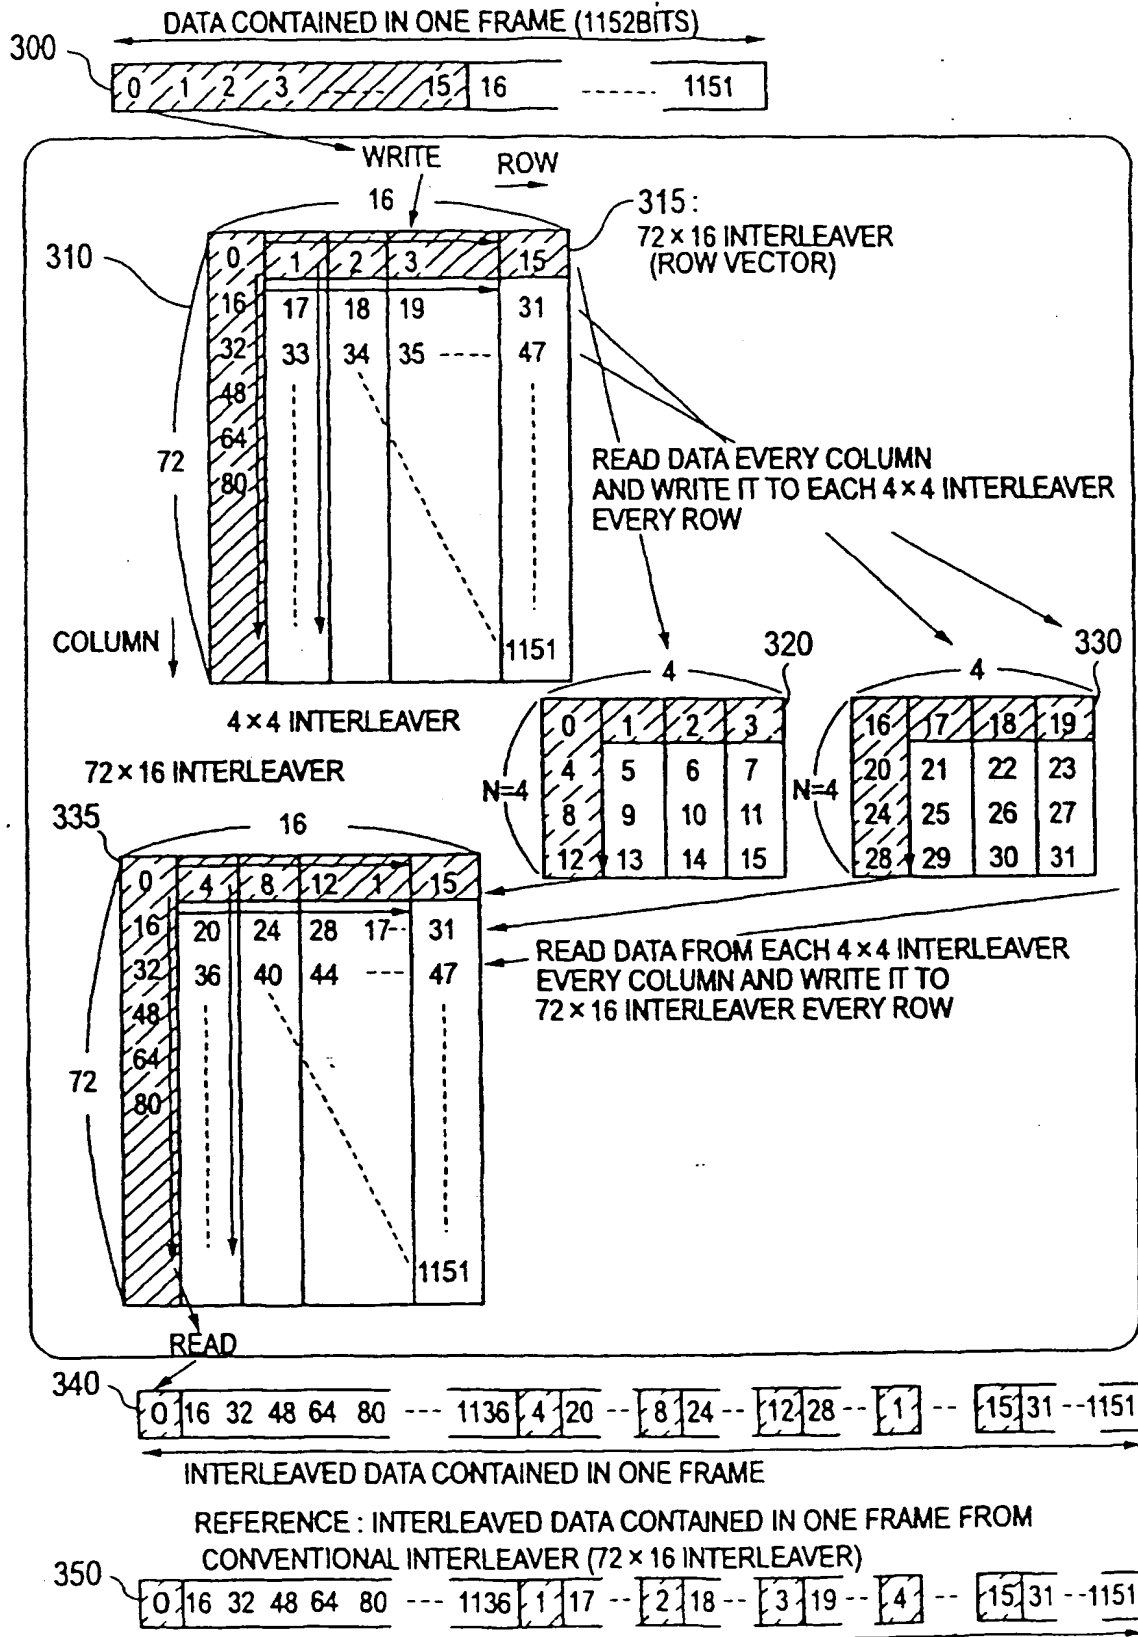 DATA CONTAINED IN ONE FRAME (1152BITS)
300
0 1 2 3 ----- 15 16 ------ 1151
WRITE
ROW
16
315 :
72×16 INTERLEAVER
(ROW VECTOR)
310
0 1 2 3 15
16 17 18 19 31
32 33 34 35 ---- 47
48
64
72
80
READ DATA EVERY COLUMN
AND WRITE IT TO EACH 4×4 INTERLEAVER
EVERY ROW
COLUMN
1151
320
330
4
4
4×4 INTERLEAVER
0 1 2 3
4 5 6 7
8 9 10 11
12 13 14 15
N=4
16 17 18 19
20 21 22 23
24 25 26 27
28 29 30 31
N=4
72×16 INTERLEAVER
335
16
0 4 8 12 1 15
16 20 24 28 17-- 31
32 36 40 44 --- 47
48
64
72
80
1151
READ DATA FROM EACH 4×4 INTERLEAVER
EVERY COLUMN AND WRITE IT TO
72×16 INTERLEAVER EVERY ROW
READ
340
0 16 32 48 64 80 --- 1136 4 20 -- 8 24 -- 12 28 -- 1 -- 15 31 --1151
INTERLEAVED DATA CONTAINED IN ONE FRAME
REFERENCE : INTERLEAVED DATA CONTAINED IN ONE FRAME FROM
CONVENTIONAL INTERLEAVER (72×16 INTERLEAVER)
350
0 16 32 48 64 80 --- 1136 1 17 -- 2 18 -- 3 19 -- 4 -- 15 31 --1151